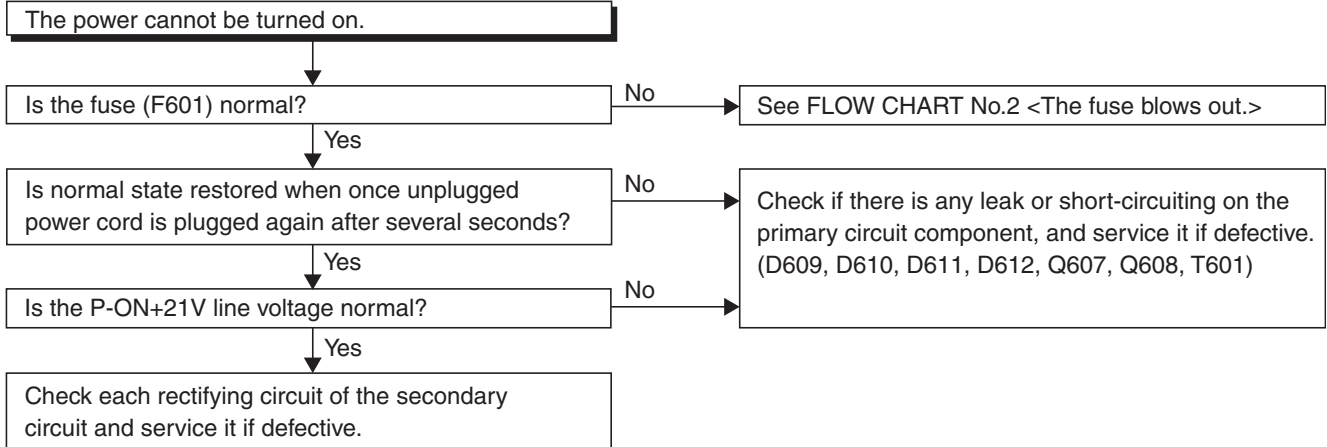 The power cannot be turned on.
Is the fuse (F601) normal?
No
See FLOW CHART No.2 <The fuse blows out.>
Yes
Is normal state restored when once unplugged
power cord is plugged again after several seconds?
No
Check if there is any leak or short-circuiting on the
primary circuit component, and service it if defective.
(D609, D610, D611, D612, Q607, Q608, T601)
Yes
Is the P-ON+21V line voltage normal?
No
Yes
Check each rectifying circuit of the secondary
circuit and service it if defective.